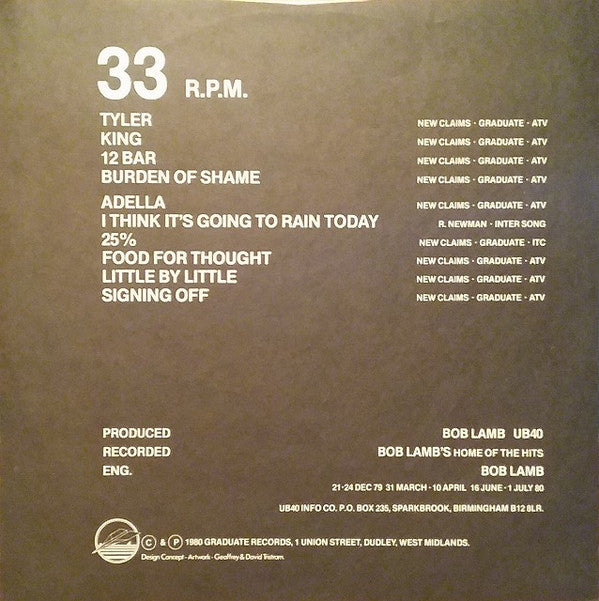 33 R.P.M.
TYLER NEW CLAIMS · GRADUATE · ATV
KING NEW CLAIMS · GRADUATE · ATV
12 BAR NEW CLAIMS · GRADUATE · ATV
BURDEN OF SHAME NEW CLAIMS · GRADUATE · ATV
ADELLA NEW CLAIMS · GRADUATE · ATV
I THINK IT'S GOING TO RAIN TODAY R. NEWMAN · INTER SONG
25% NEW CLAIMS · GRADUATE · ITC
FOOD FOR THOUGHT NEW CLAIMS · GRADUATE · ATV
LITTLE BY LITTLE NEW CLAIMS · GRADUATE · ATV
SIGNING OFF NEW CLAIMS · GRADUATE · ATV
PRODUCED BOB LAMB UB40
RECORDED BOB LAMB'S HOME OF THE HITS
ENG. BOB LAMB
21·24 DEC 79 31 MARCH · 10 APRIL 16 JUNE · 1 JULY 80
UB40 INFO CO. P.O. BOX 235, SPARKBROOK, BIRMINGHAM B12 8LR.
© & ℗ 1980 GRADUATE RECORDS, 1 UNION STREET, DUDLEY, WEST MIDLANDS.
Design Concept · Artwork · Geoffrey & David Tristram.